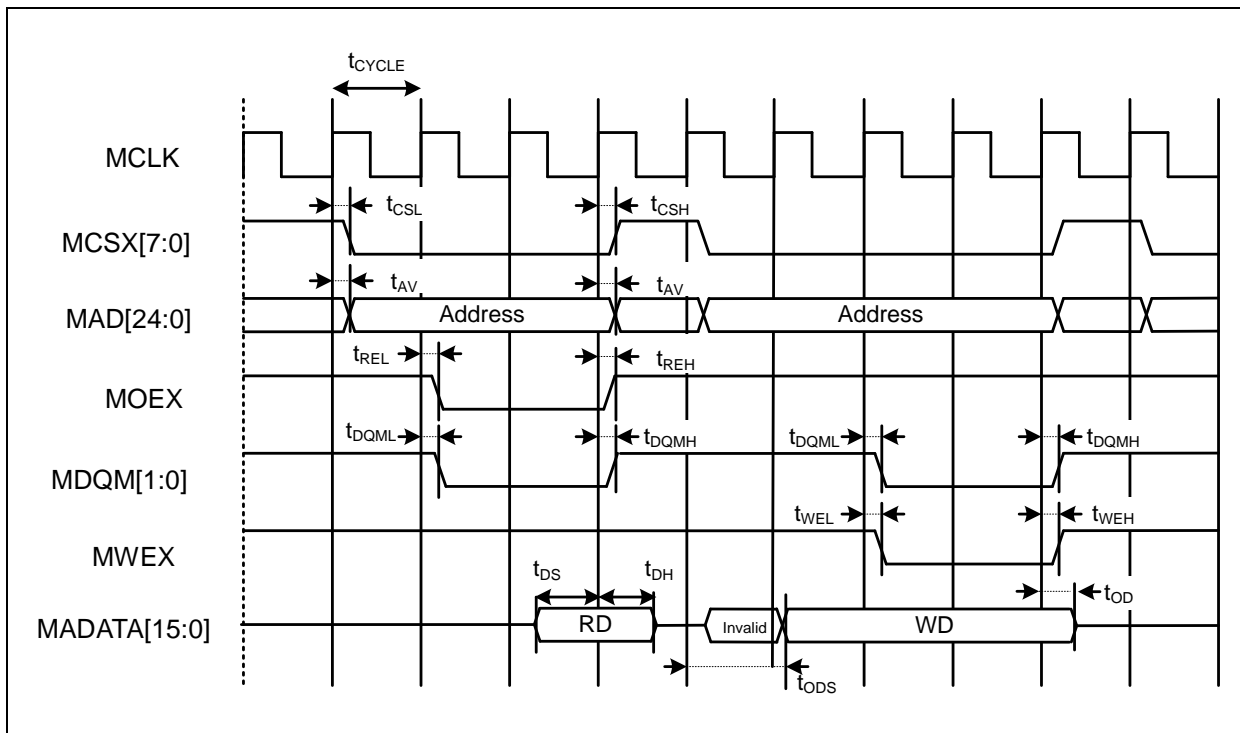 tCYCLE
MCLK
tCSL tCSH
MCSX[7:0]
tAV tAV
MAD[24:0] Address Address
tREL tREH
MOEX
tDQML tDQMH tDQML tDQMH
MDQM[1:0]
tWEL tWEH
MWEX
tDS tDH tOD
MADATA[15:0] RD Invalid WD
tODS